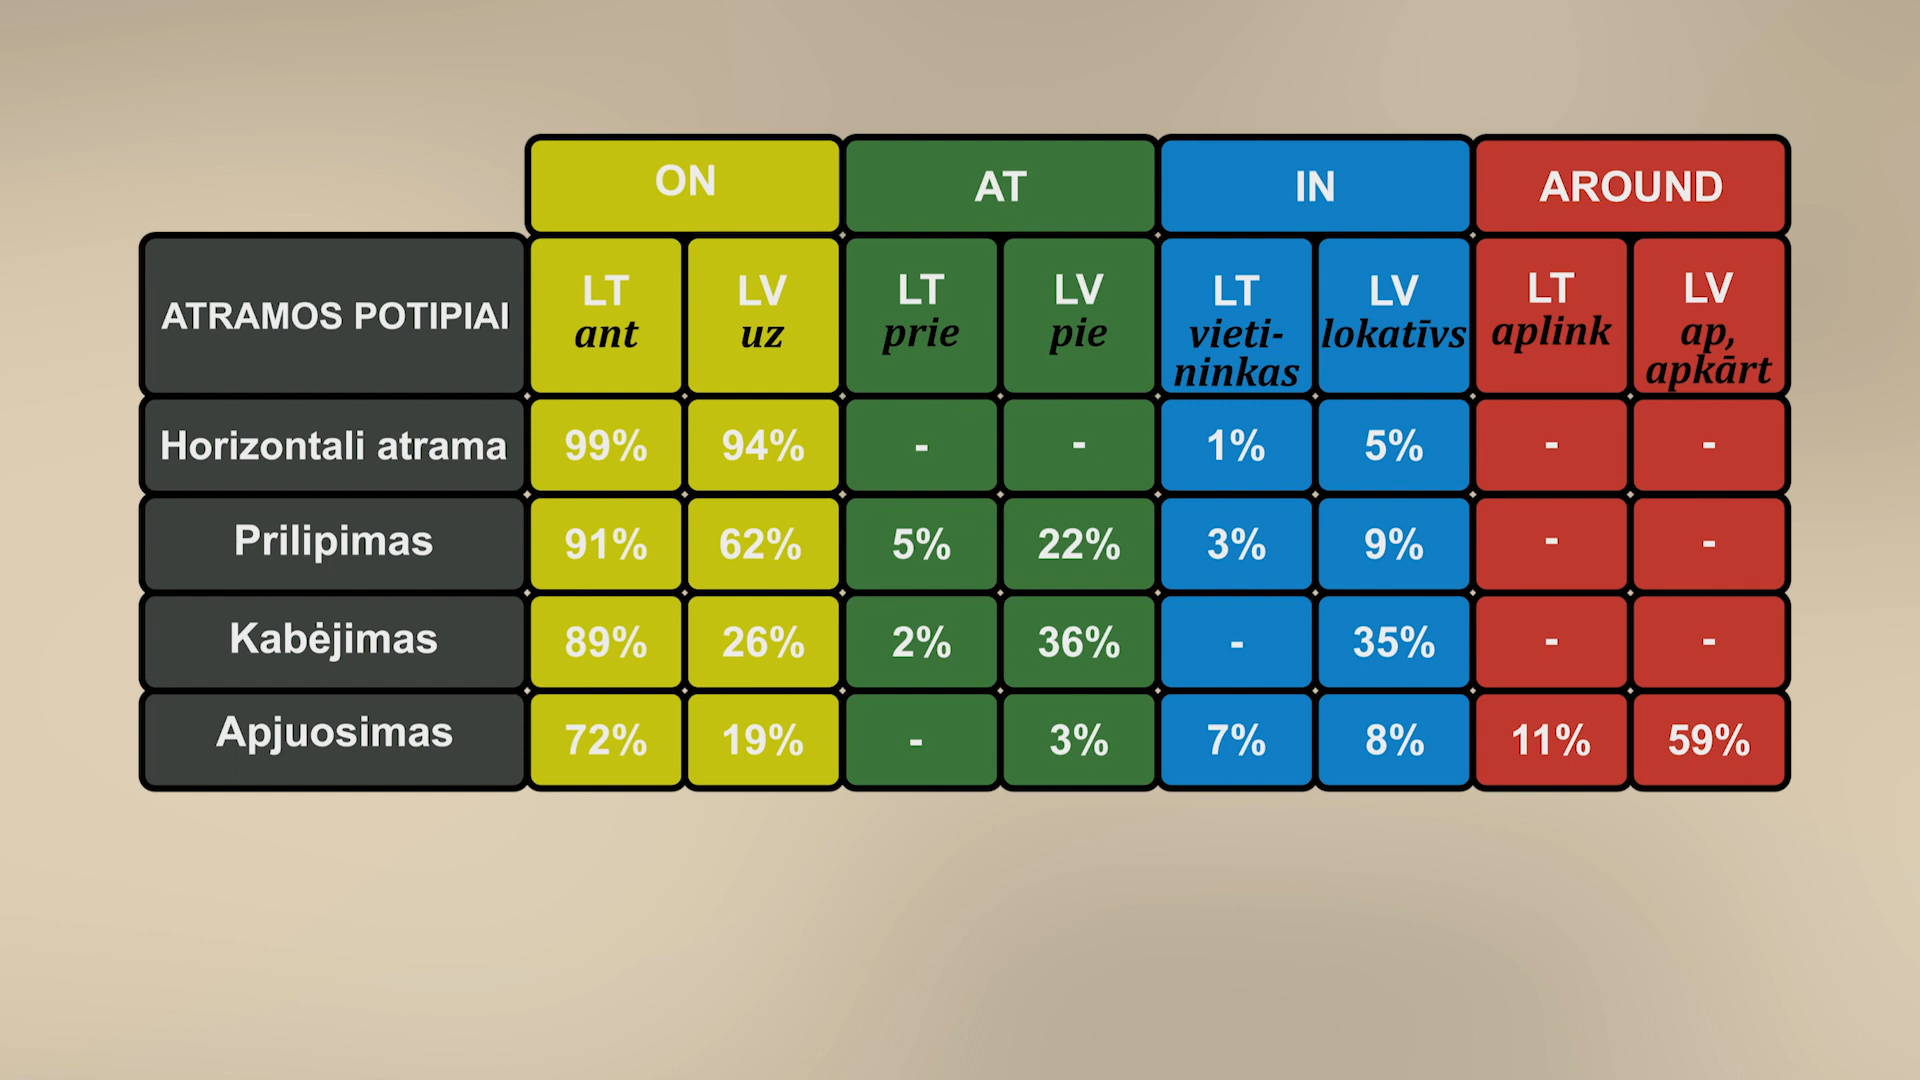 ON AT IN AROUND
ATRAMOS POTIPIAI LT LV LT LV LT LV LT LV
ant uz prie pie vieti- lokatīvs aplink ap,
ninkas apkārt
Horizontali atrama 99% 94% - - 1% 5% - -
Prilipimas 91% 62% 5% 22% 3% 9% - -
Kabėjimas 89% 26% 2% 36% - 35% - -
Apjuosimas 72% 19% - 3% 7% 8% 11% 59%